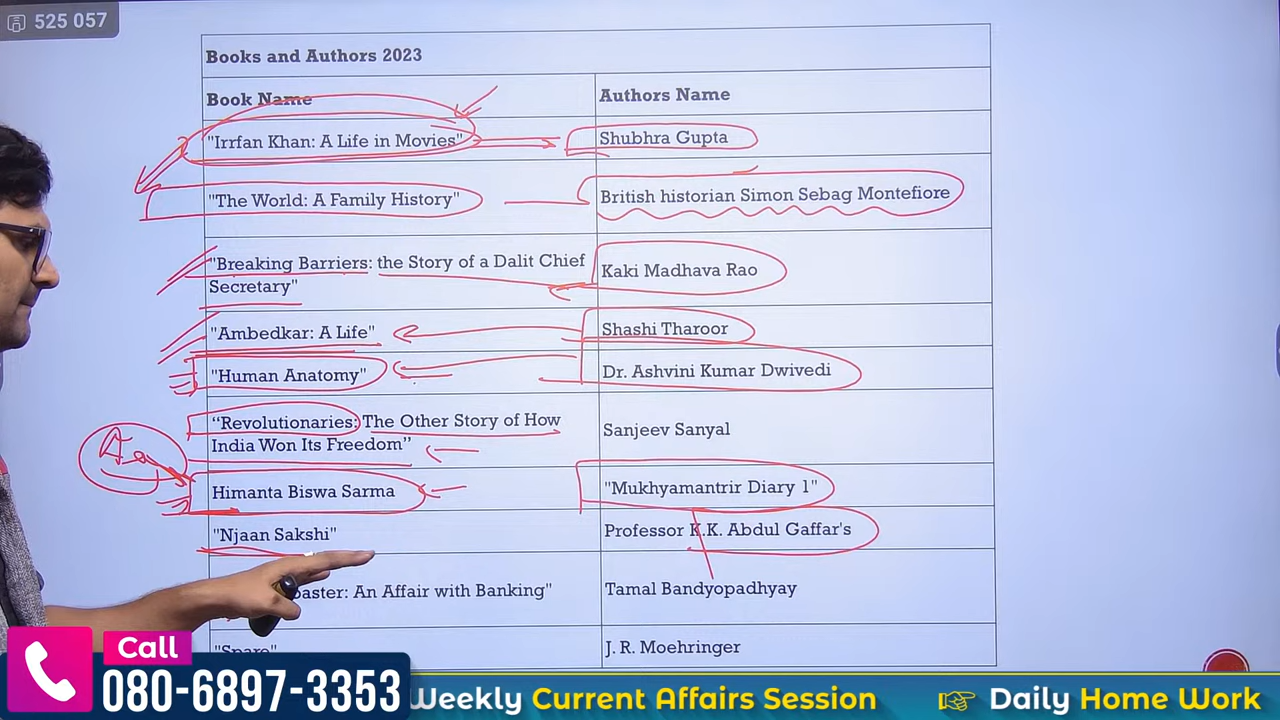 525 057
Books and Authors 2023
Book Name
Authors Name
"Irrfan Khan: A Life in Movies"
Shubhra Gupta
"The World: A Family History"
British historian Simon Sebag Montefiore
"Breaking Barriers: the Story of a Dalit Chief
Secretary"
Kaki Madhava Rao
"Ambedkar: A Life"
Shashi Tharoor
"Human Anatomy"
Dr. Ashvini Kumar Dwivedi
“Revolutionaries: The Other Story of How
India Won Its Freedom”
Sanjeev Sanyal
Himanta Biswa Sarma
"Mukhyamantrir Diary 1"
"Njaan Sakshi"
Professor K.K. Abdul Gaffar's
An Affair with Banking"
Tamal Bandyopadhyay
"Spare"
J. R. Moehringer
Call
080-6897-3353
Weekly Current Affairs Session
Daily Home Work